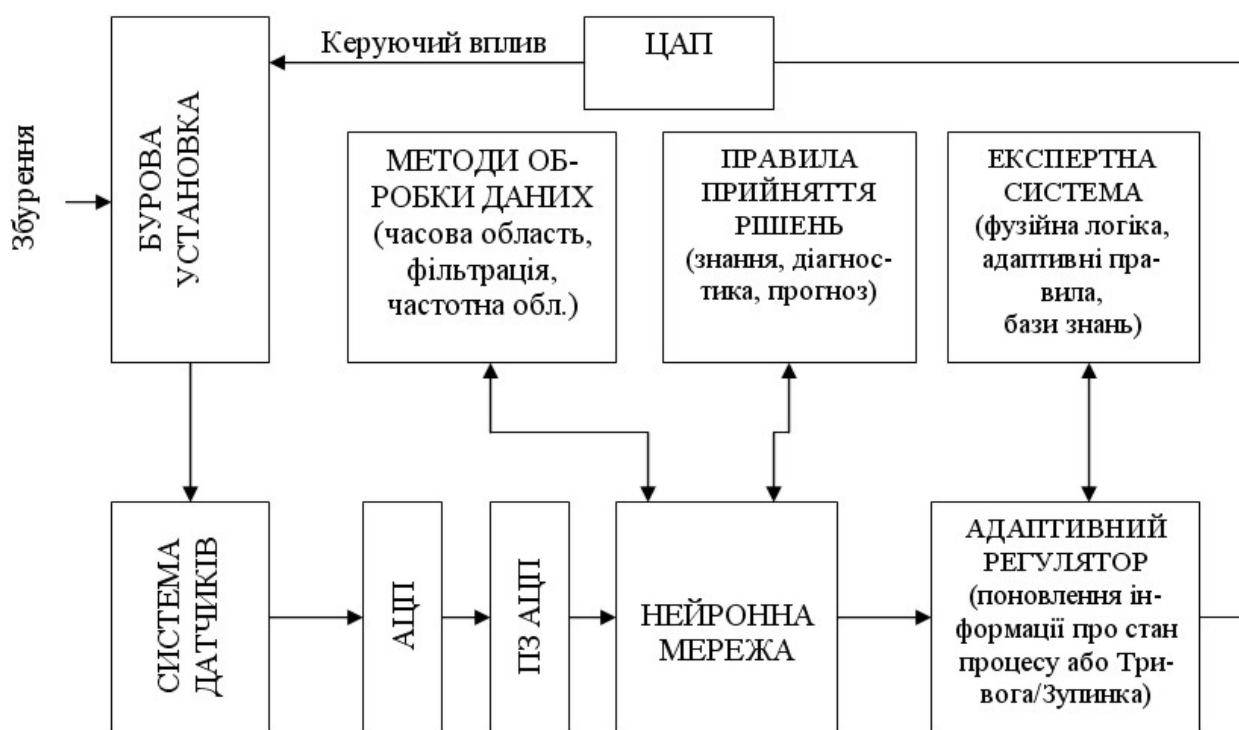 Керуючий вплив
ЦАП
Збурення
БУРОВА
УСТАНОВКА
МЕТОДИ ОБ-
РОБКИ ДАНИХ
(часова область,
фільтрація,
частотна обл.)
ПРАВИЛА
ПРИЙНЯТТЯ
РІШЕНЬ
(знання, діагнос-
тика, прогноз)
ЕКСПЕРТНА
СИСТЕМА
(фузійна логіка,
адаптивні пра-
вила,
бази знань)
СИСТЕМА
ДАТЧИКІВ
АЦП
ПЗ АЦП
НЕЙРОННА
МЕРЕЖА
АДАПТИВНИЙ
РЕГУЛЯТОР
(поновлення ін-
формації про стан
процесу або Три-
вога/Зупинка)